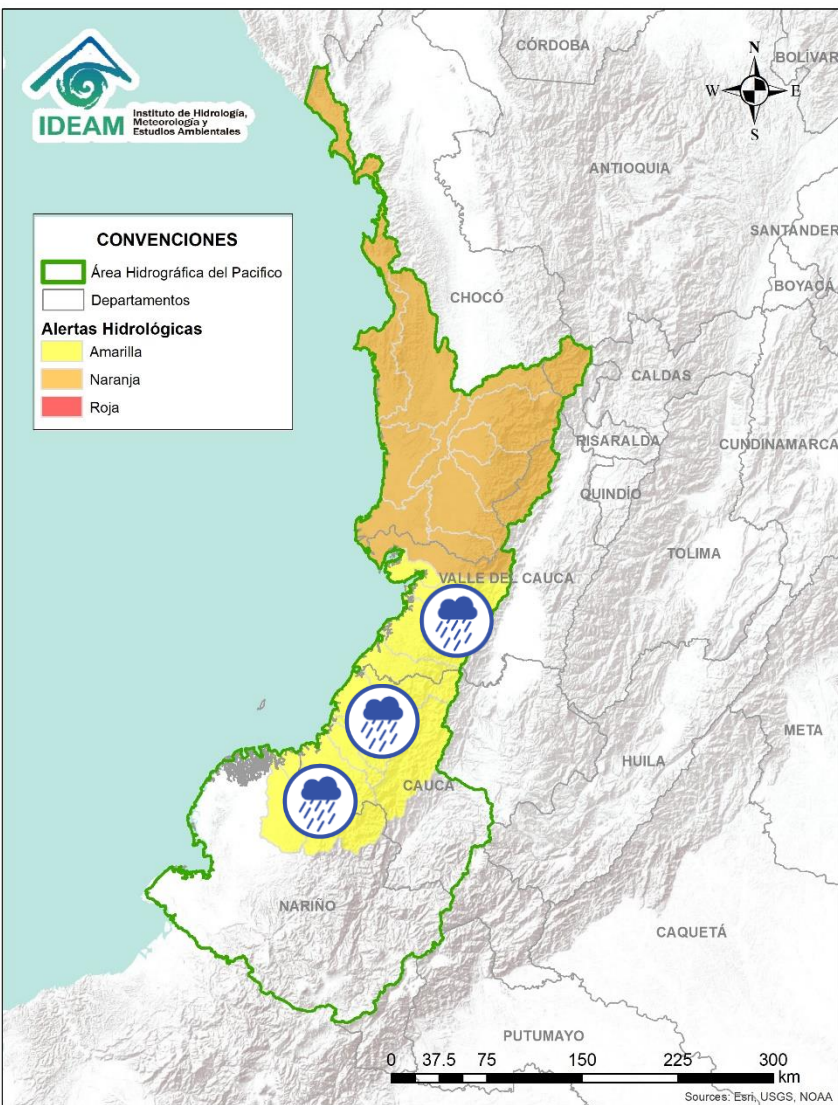 IDEAM
Instituto de Hidrología,
Meteorología y
Estudios Ambientales
N
W
E
S
CONVENCIONES
Área Hidrográfica del Pacifico
Departamentos
Alertas Hidrológicas
Amarilla
Naranja
Roja
CÓRDOBA
BOLÍVAR
ANTIOQUIA
SANTANDER
BOYACÁ
CHOCÓ
CALDAS
RISARALDA
CUNDINAMARCA
QUINDÍO
TOLIMA
VALLE DEL CAUCA
META
HUILA
CAUCA
NARIÑO
CAQUETÁ
PUTUMAYO
0 37.5 75 150 225 300
km
Sources: Esri, USGS, NOAA